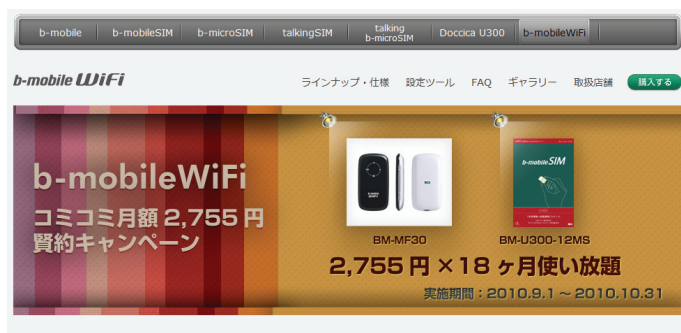 b-mobile b-mobileSIM b-microSIM talkingSIM talking b-microSIM Doccica U300 b-mobileWiFi
b-mobile WiFi ラインナップ・仕様 設定ツール FAQ ギャラリー 取扱店舗 購入する
b-mobileWiFi
コミコミ月額 2,755 円
賢約キャンペーン
b-mobile SIM
BM-MF30 BM-U300-12MS
2,755 円 ×18 ヶ月使い放題
実施期間：2010.9.1 ～ 2010.10.31